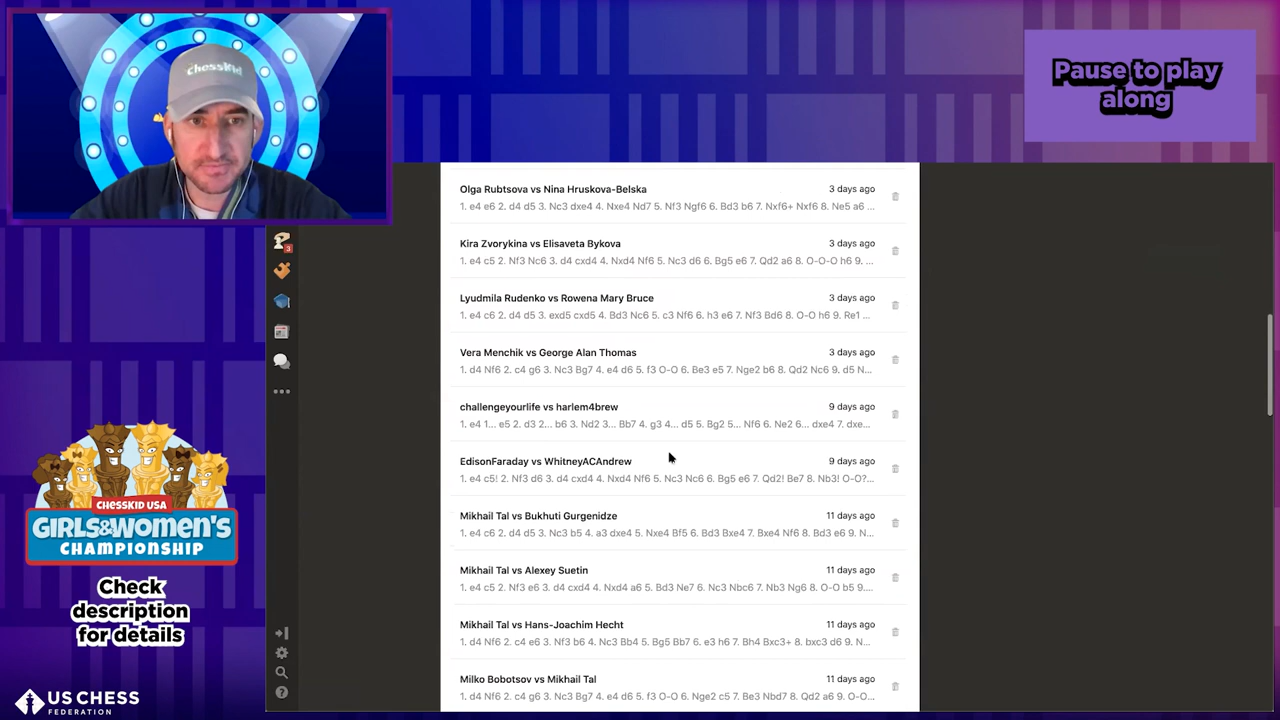 ChessKid
Pause to play
along
Olga Rubtsova vs Nina Hruskova-Belska
3 days ago
1. e4 e6 2. d4 d5 3. Nc3 dxe4 4. Nxe4 Nd7 5. Nf3 Ngf6 6. Bd3 b6 7. Nxf6+ Nxf6 8. Ne5 a6 ...
Kira Zvorykina vs Elisaveta Bykova
3 days ago
1. e4 c5 2. Nf3 Nc6 3. d4 cxd4 4. Nxd4 Nf6 5. Nc3 d6 6. Bg5 e6 7. Qd2 a6 8. O-O-O h6 9. ...
Lyudmila Rudenko vs Rowena Mary Bruce
3 days ago
1. e4 c6 2. d4 d5 3. exd5 cxd5 4. Bd3 Nc6 5. c3 Nf6 6. h3 e6 7. Nf3 Bd6 8. O-O h6 9. Re1 ...
Vera Menchik vs George Alan Thomas
3 days ago
1. d4 Nf6 2. c4 g6 3. Nc3 Bg7 4. e4 d6 5. f3 O-O 6. Be3 e5 7. Nge2 b6 8. Qd2 Nc6 9. d5 N...
challengeyourlife vs harlem4brew
9 days ago
1. e4 1... e5 2. d3 2... b6 3. Nd2 3... Bb7 4. g3 4... d5 5. Bg2 5... Nf6 6. Ne2 6... dxe4 7. dxe...
EdisonFaraday vs WhitneyACAndrew
9 days ago
1. e4 c5! 2. Nf3 d6 3. d4 cxd4 4. Nxd4 Nf6 5. Nc3 Nc6 6. Bg5 e6 7. Qd2! Be7 8. Nb3! O-O?...
Mikhail Tal vs Bukhuti Gurgenidze
11 days ago
1. e4 c6 2. d4 d5 3. Nc3 b5 4. a3 dxe4 5. Nxe4 Bf5 6. Bd3 Bxe4 7. Bxe4 Nf6 8. Bd3 e6 9. N...
Mikhail Tal vs Alexey Suetin
11 days ago
1. e4 c5 2. Nf3 e6 3. d4 cxd4 4. Nxd4 a6 5. Bd3 Ne7 6. Nc3 Nbc6 7. Nb3 Ng6 8. O-O b5 9....
Mikhail Tal vs Hans-Joachim Hecht
11 days ago
1. d4 Nf6 2. c4 e6 3. Nf3 b6 4. Nc3 Bb4 5. Bg5 Bb7 6. e3 h6 7. Bh4 Bxc3+ 8. bxc3 d6 9. N...
Milko Bobotsov vs Mikhail Tal
11 days ago
1. d4 Nf6 2. c4 g6 3. Nc3 Bg7 4. e4 d6 5. f3 O-O 6. Nge2 c5 7. Be3 Nbd7 8. Qd2 a6 9. O-O...
3
CHESSKID USA
GIRLS&WOMEN'S
CHAMPIONSHIP
Check
description
for details
US CHESS
FEDERATION